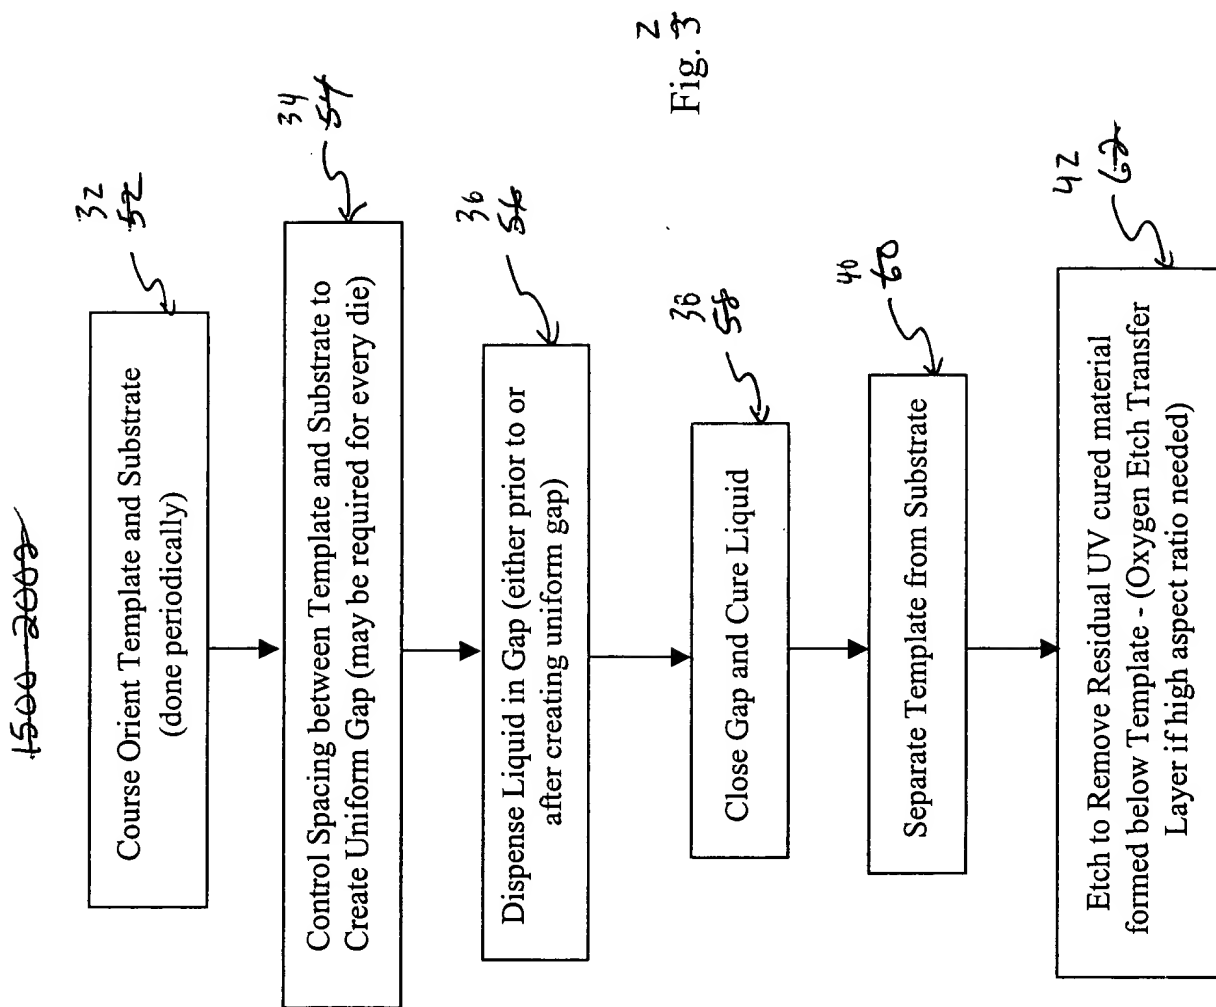 1500-2002
32
52
Course Orient Template and Substrate
(done periodically)
34
54
Control Spacing between Template and Substrate to
Create Uniform Gap (may be required for every die)
36
56
Dispense Liquid in Gap (either prior to or
after creating uniform gap)
38
58
Close Gap and Cure Liquid
40
60
Separate Template from Substrate
42
62
Etch to Remove Residual UV cured material
formed below Template - (Oxygen Etch Transfer
Layer if high aspect ratio needed)
2
Fig. 3